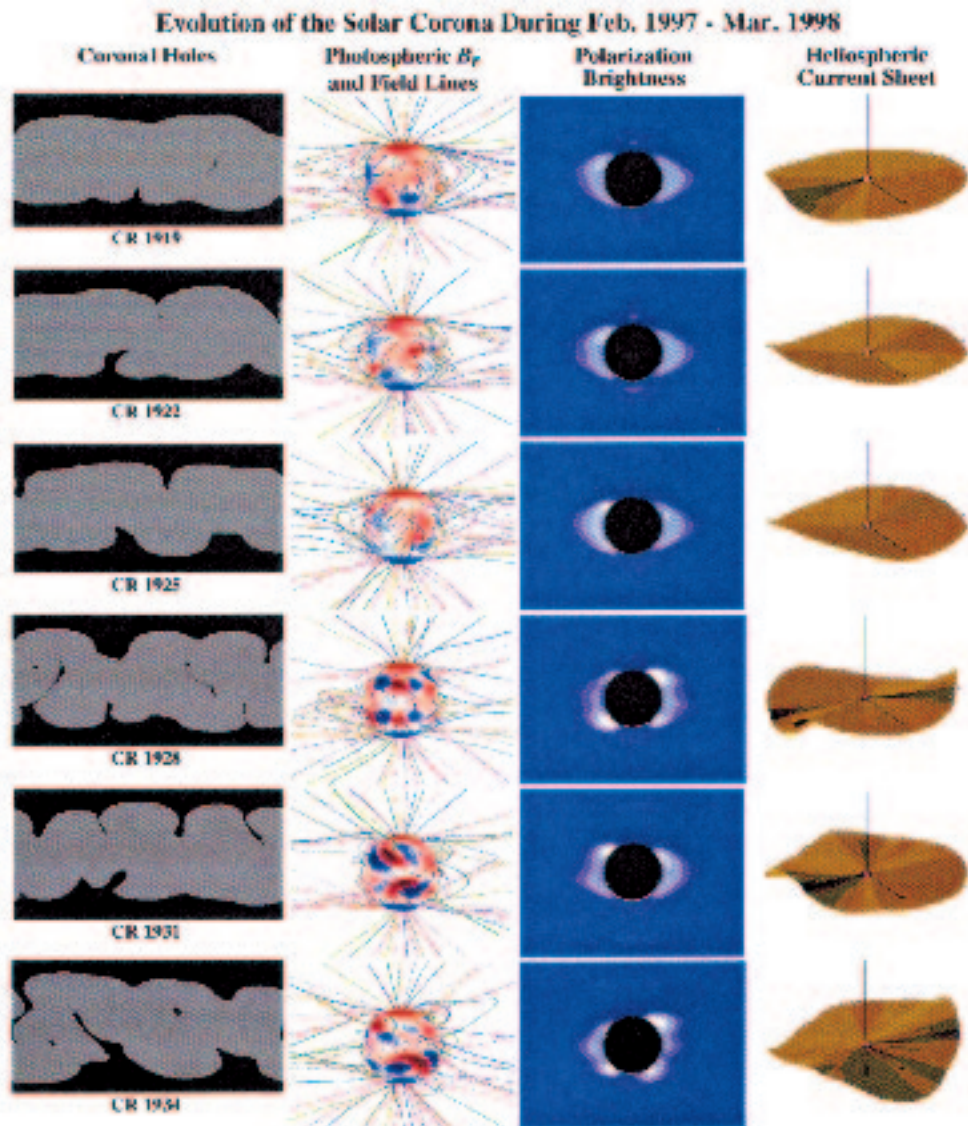 Evolution of the Solar Corona During Feb. 1997 - Mar. 1998
Coronal Holes
Photospheric Br
and Field Lines
Polarization
Brightness
Heliospheric
Current Sheet
CR 1919
CR 1922
CR 1925
CR 1928
CR 1931
CR 1934